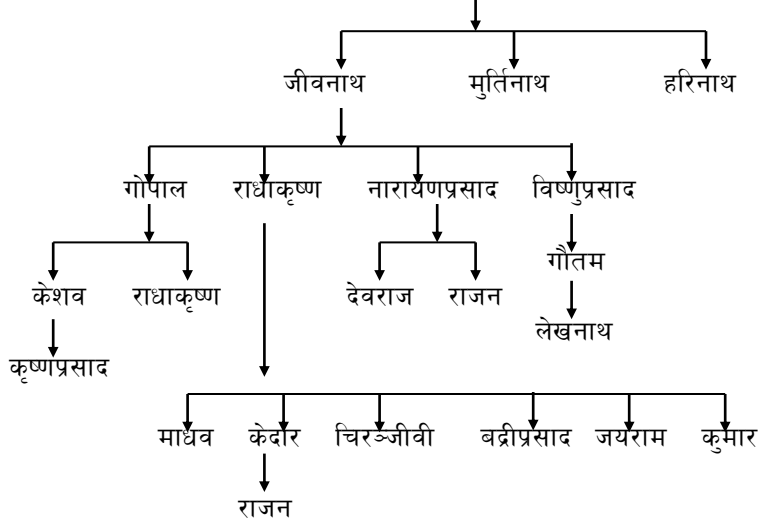 जीवनाथ मुर्तिनाथ हरिनाथ
गोपाल राधाकृष्ण नारायणप्रसाद विष्णुप्रसाद
गौतम
केशव राधाकृष्ण देवराज राजन
लेखनाथ
कृष्णप्रसाद
माधव केदार चिरञ्जीवी बद्रीप्रसाद जयराम कुमार
राजन